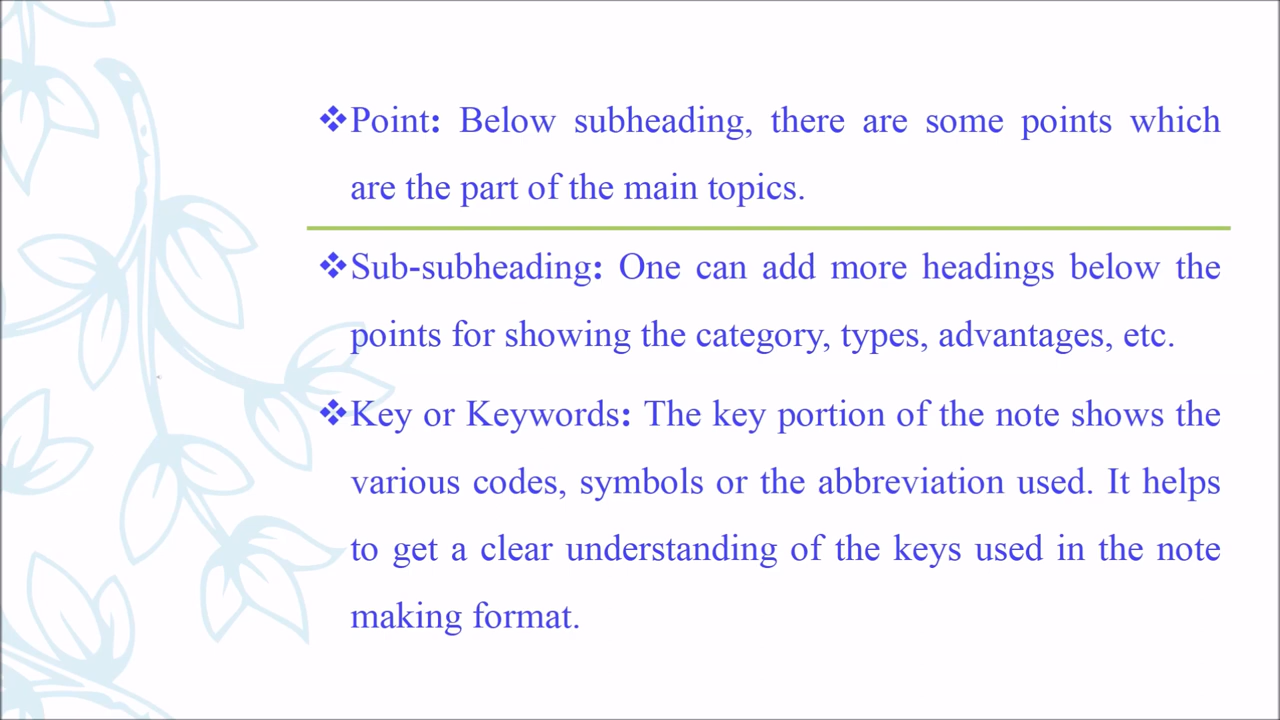 ❖Point: Below subheading, there are some points which
are the part of the main topics.
❖Sub-subheading: One can add more headings below the
points for showing the category, types, advantages, etc.
❖Key or Keywords: The key portion of the note shows the
various codes, symbols or the abbreviation used. It helps
to get a clear understanding of the keys used in the note
making format.